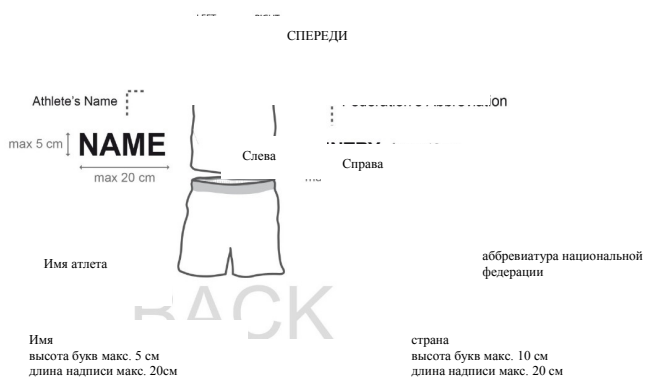 СПЕРЕДИ
Athlete's Name
max 5 cm NAME
max 20 cm
Слева
Справа
Имя атлета
аббревиатура национальной
федерации
BACK
Имя
высота букв макс. 5 см
длина надписи макс. 20см
страна
высота букв макс. 10 см
длина надписи макс. 20 см